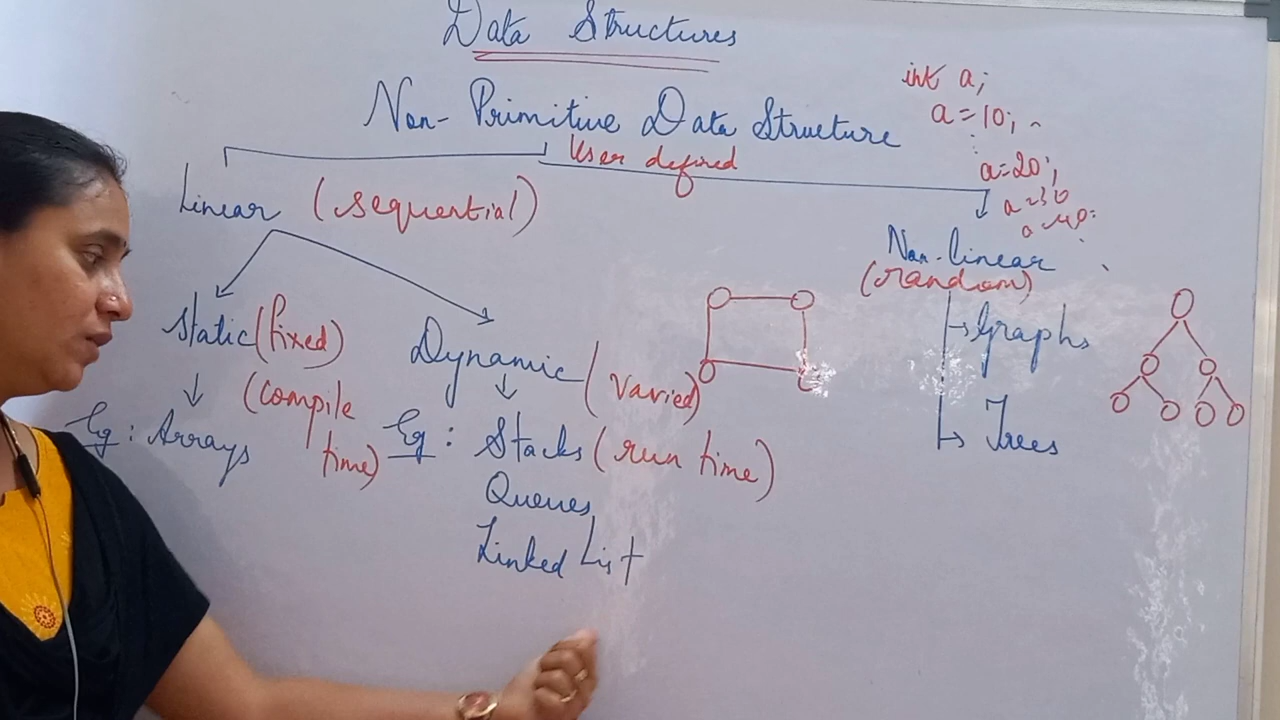 Data Structures
Non-Primitive Data Structure
User defined
int a;
a=10;
a=20;
a=30
Linear (sequential)
Non-linear
(random)
Static (fixed)
(compile
time)
Eg: Arrays
Dynamic (varied)
Eg: Stacks (run time)
Queues
Linked List
Graphs
Trees